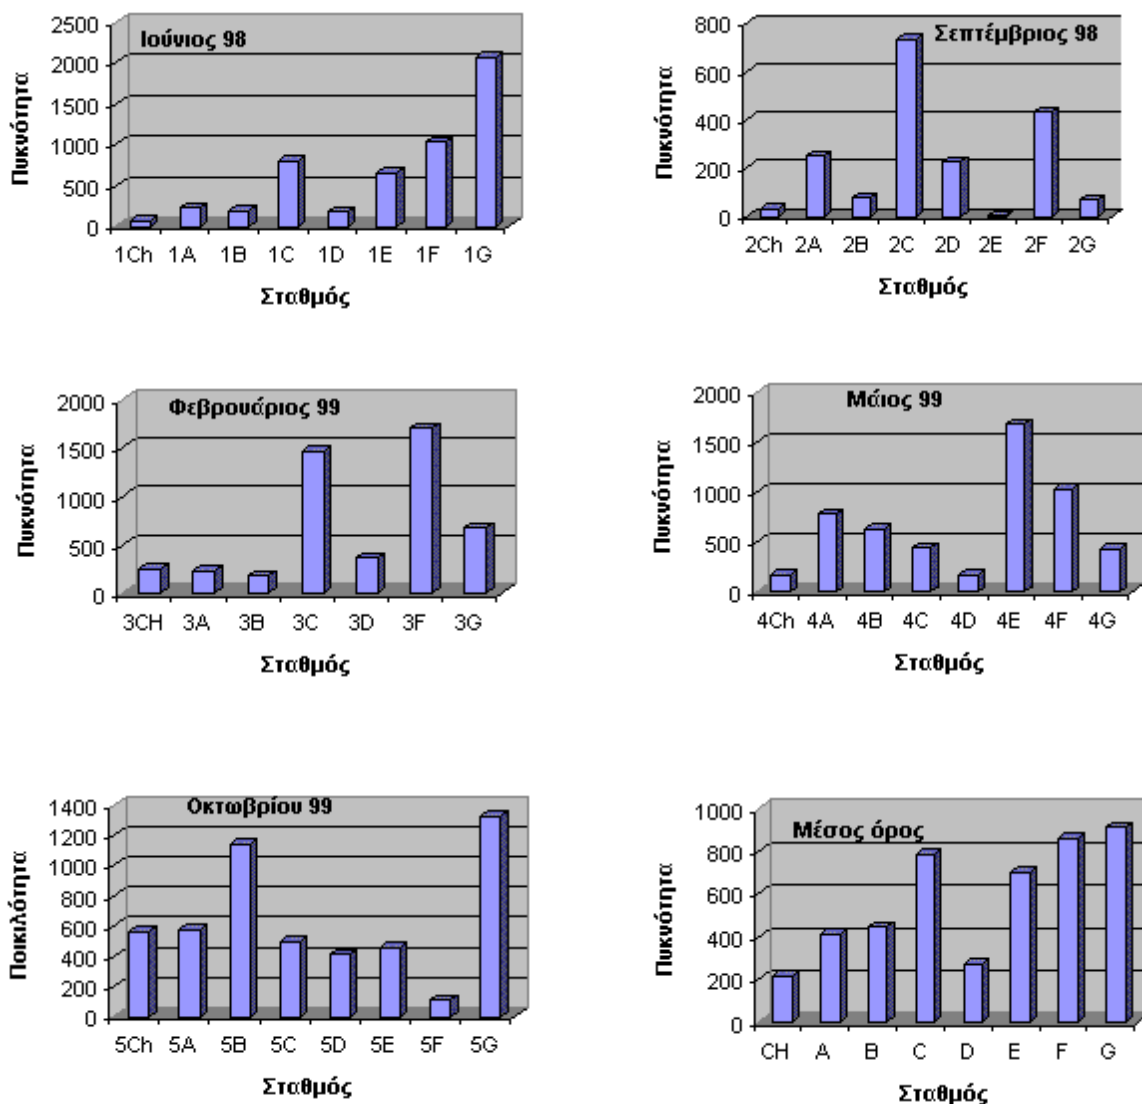 Ιούνιος 98
Πυκνότητα
2500
2000
1500
1000
500
0
1Ch 1A 1B 1C 1D 1E 1F 1G
Σταθμός
Σεπτέμβριος 98
Πυκνότητα
800
600
400
200
0
2Ch 2A 2B 2C 2D 2E 2F 2G
Σταθμός
Φεβρουάριος 99
Πυκνότητα
2000
1500
1000
500
0
3CH 3A 3B 3C 3D 3F 3G
Σταθμός
Μάιος 99
Πυκνότητα
2000
1500
1000
500
0
4Ch 4A 4B 4C 4D 4E 4F 4G
Σταθμός
Οκτωβρίου 99
Ποικιλότητα
1400
1200
1000
800
600
400
200
0
5Ch 5A 5B 5C 5D 5E 5F 5G
Σταθμός
Μέσος όρος
Πυκνότητα
1000
800
600
400
200
0
CH A B C D E F G
Σταθμός